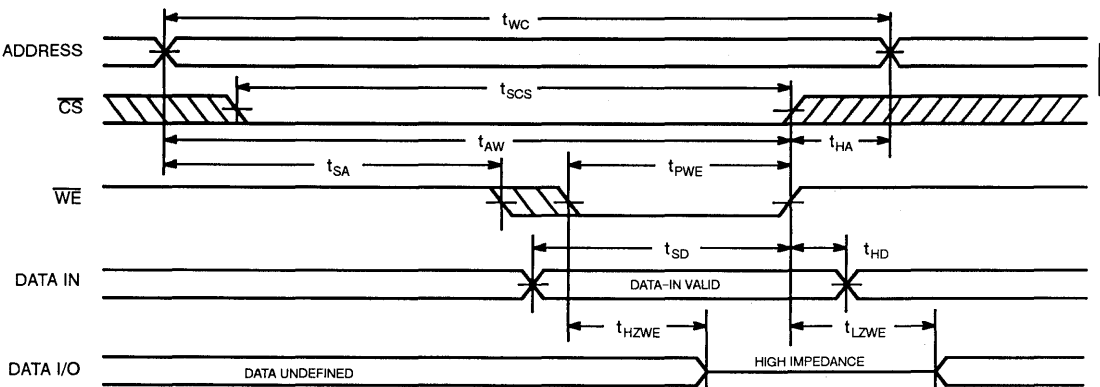 tWC
ADDRESS
tSCS
CS
tAW
tHA
tSA
tPWE
WE
tSD
tHD
DATA IN
DATA-IN VALID
tHZWE
tLZWE
DATA I/O
DATA UNDEFINED
HIGH IMPEDANCE